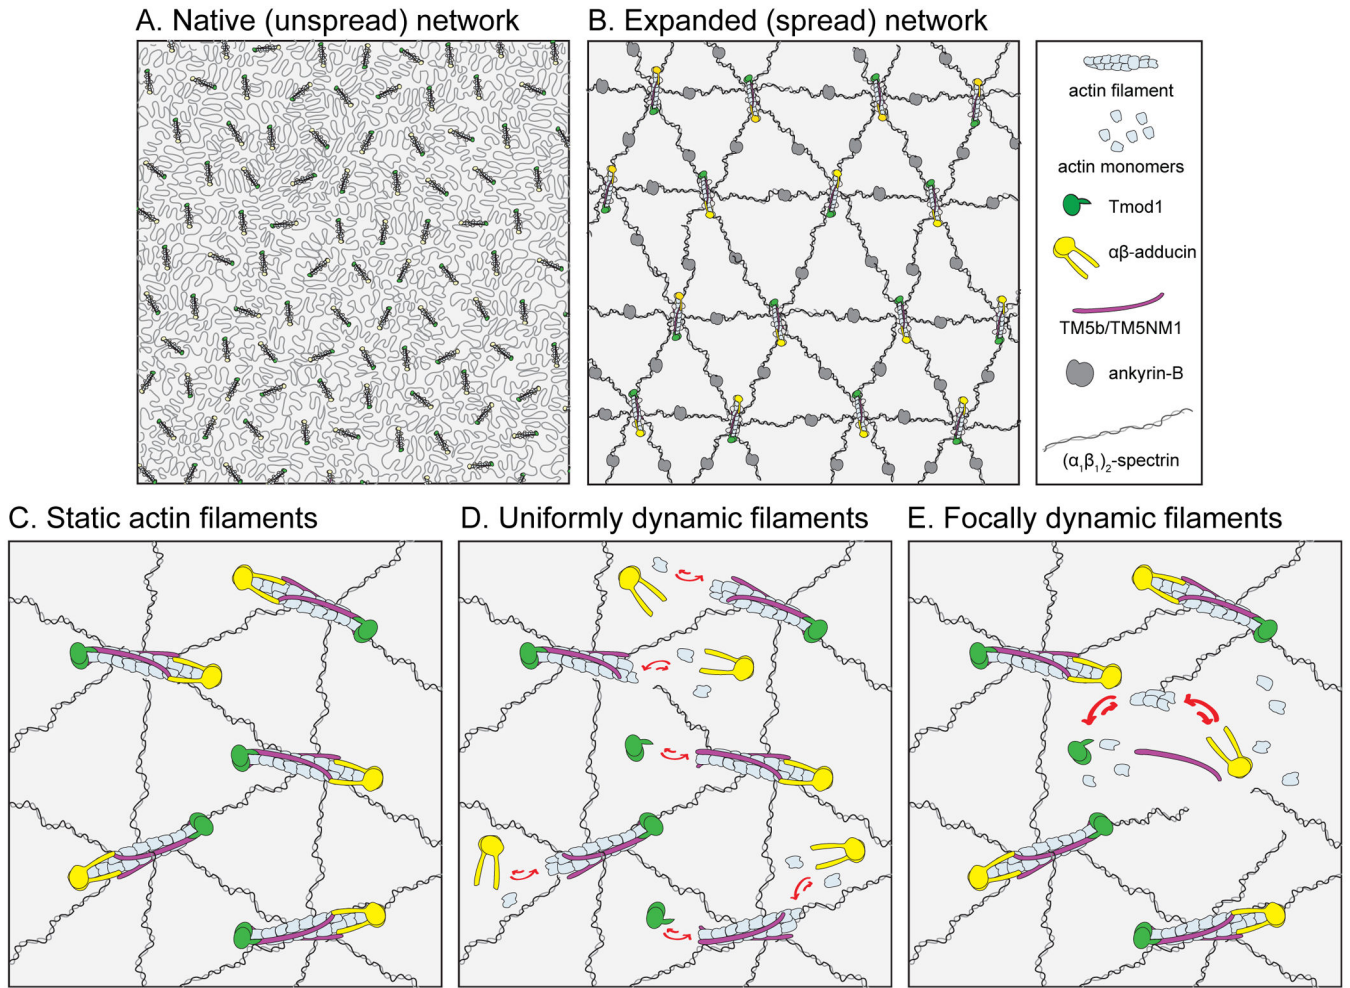 A. Native (unspread) network
B. Expanded (spread) network
actin filament
actin monomers
Tmod1
αβ-adducin
TM5b/TM5NM1
ankyrin-B
(α₁β₁)₂-spectrin
C. Static actin filaments
D. Uniformly dynamic filaments
E. Focally dynamic filaments